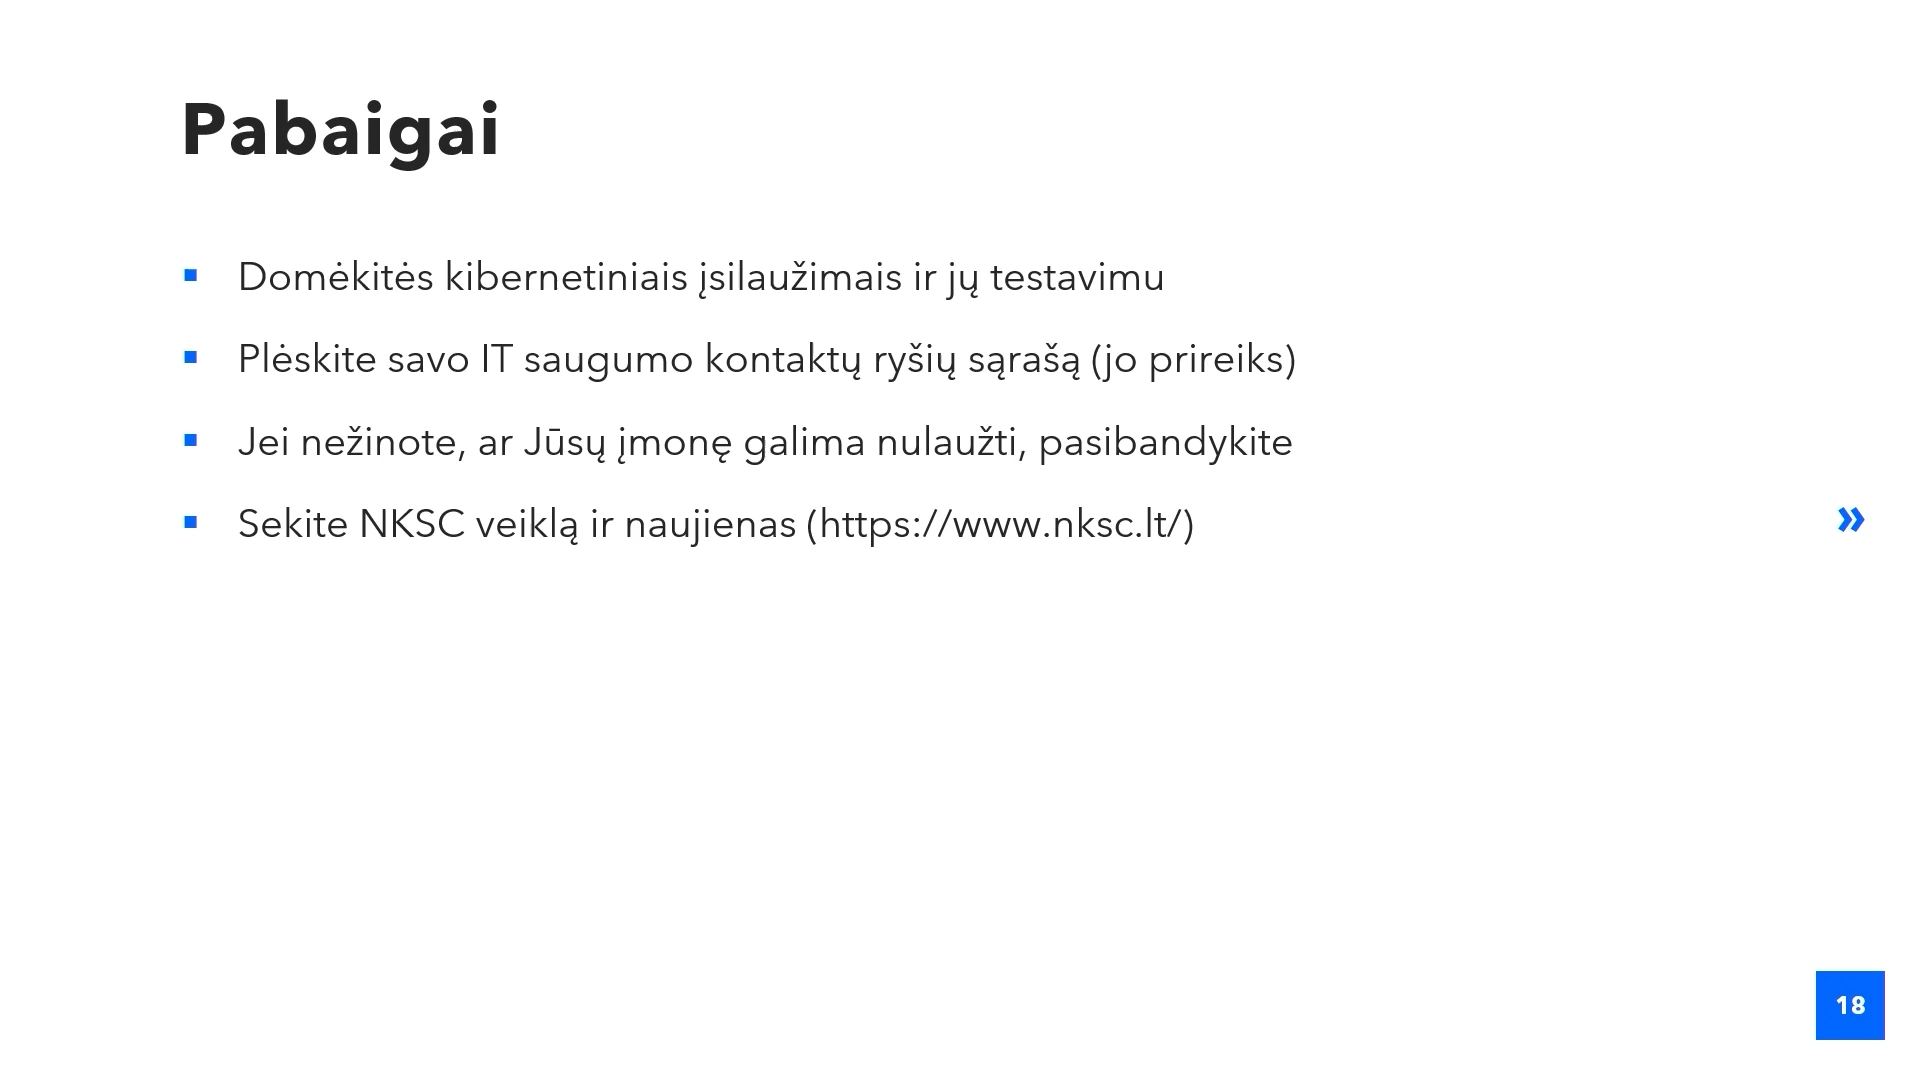 Pabaigai
▪ Domėkitės kibernetiniais įsilaužimais ir jų testavimu
▪ Plėskite savo IT saugumo kontaktų ryšių sąrašą (jo prireiks)
▪ Jei nežinote, ar Jūsų įmonę galima nulaužti, pasibandykite
▪ Sekite NKSC veiklą ir naujienas (https://www.nksc.lt/)
»
18